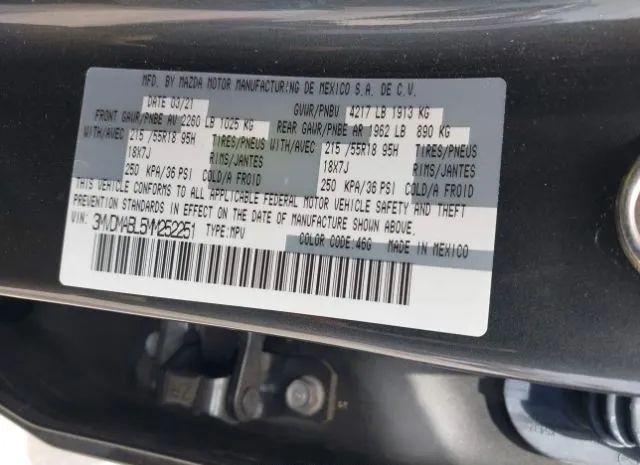 MFD. BY MAZDA MOTOR MANUFACTURING DE MEXICO S.A. DE C.V.
DATE 03/21 GVWR/PNBV 4217 LB 1913 KG
FRONT GAWR/PNBE AV 2260 LB 1025 KG REAR GAWR/PNBE AR 1962 LB 890 KG
WITH/AVEC 215 /55R18 95H TIRES/PNEUS WITH/AVEC 215 /55R18 95H TIRES/PNEUS
18X7J RIMS/JANTES 18X7J RIMS/JANTES
250 KPA/36 PSI COLD/A FROID 250 KPA/36 PSI COLD/A FROID
THIS VEHICLE CONFORMS TO ALL APPLICABLE FEDERAL MOTOR VEHICLE SAFETY AND THEFT
PREVENTION STANDARDS IN EFFECT ON THE DATE OF MANUFACTURE SHOWN ABOVE.
VIN: 3MVDMABL5MM252251 TYPE: MPV
COLOR CODE: 46G MADE IN MEXICO